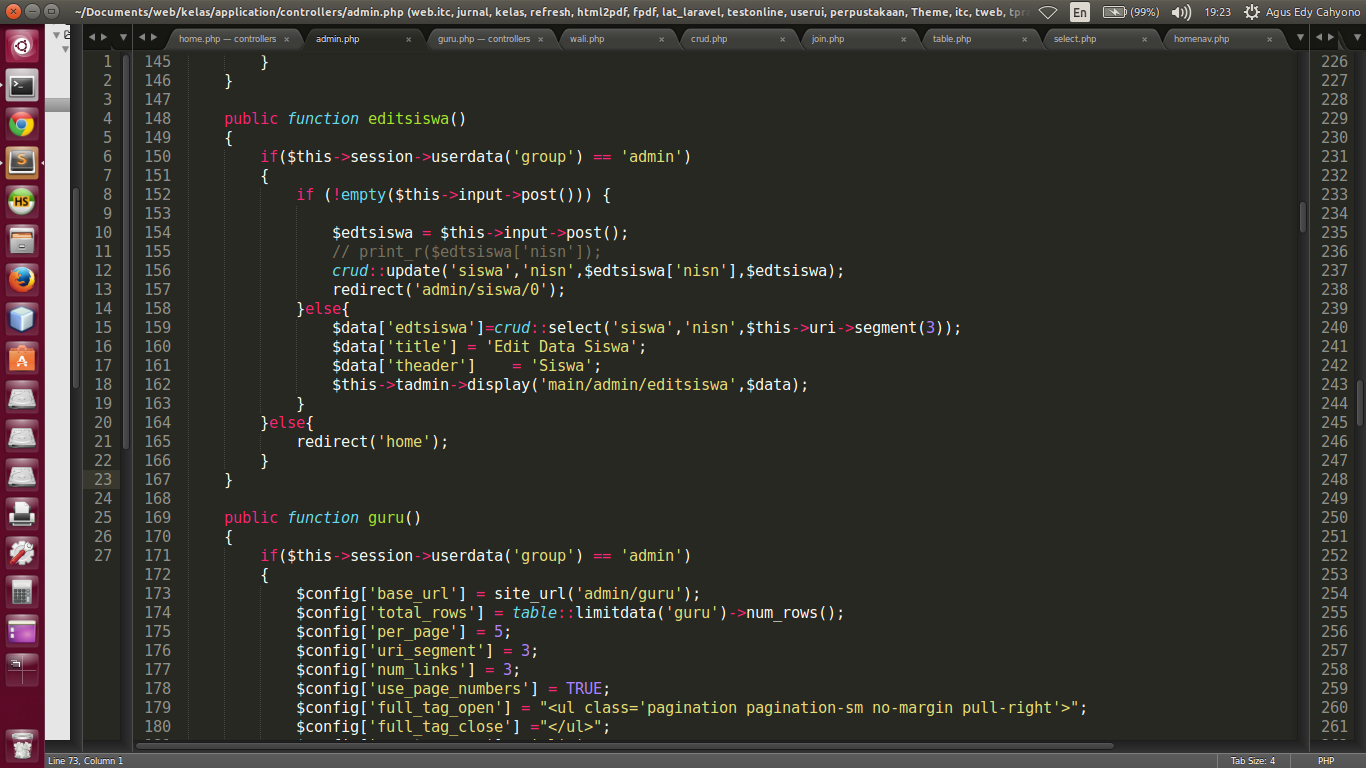 ~/Documents/web/kelas/application/controllers/admin.php (web.itc, jurnal, kelas, refresh, html2pdf, fpdf, lat_laravel, test.online, userui, perpustakaan, Theme, itc, tweb, tpr
En (99%) 19:23 Agus Edy Cahyono
home.php — controllers × admin.php × guru.php — controllers × wali.php × crud.php × join.php × table.php × select.php × homenav.php ×
1 145 } 226
2 146 } 227
3 147 228
4 148 public function editsiswa() 229
5 149 { 230
6 150 if($this->session->userdata('group') == 'admin') 231
7 151 { 232
8 152 if (!empty($this->input->post())) { 233
9 153 234
10 154 $edtsiswa = $this->input->post(); 235
11 155 // print_r($edtsiswa['nisn']); 236
12 156 crud::update('siswa','nisn',$edtsiswa['nisn'],$edtsiswa); 237
13 157 redirect('admin/siswa/0'); 238
14 158 }else{ 239
15 159 $data['edtsiswa']=crud::select('siswa','nisn',$this->uri->segment(3)); 240
16 160 $data['title'] = 'Edit Data Siswa'; 241
17 161 $data['theader'] = 'Siswa'; 242
18 162 $this->tadmin->display('main/admin/editsiswa',$data); 243
19 163 } 244
20 164 }else{ 245
21 165 redirect('home'); 246
22 166 } 247
23 167 } 248
24 168 249
25 169 public function guru() 250
26 170 { 251
27 171 if($this->session->userdata('group') == 'admin') 252
172 { 253
173 $config['base_url'] = site_url('admin/guru'); 254
174 $config['total_rows'] = table::limitdata('guru')->num_rows(); 255
175 $config['per_page'] = 5; 256
176 $config['uri_segment'] = 3; 257
177 $config['num_links'] = 3; 258
178 $config['use_page_numbers'] = TRUE; 259
179 $config['full_tag_open'] = "<ul class='pagination pagination-sm no-margin pull-right'>"; 260
180 $config['full_tag_close'] ="</ul>"; 261
Line 73, Column 1 Tab Size: 4 PHP